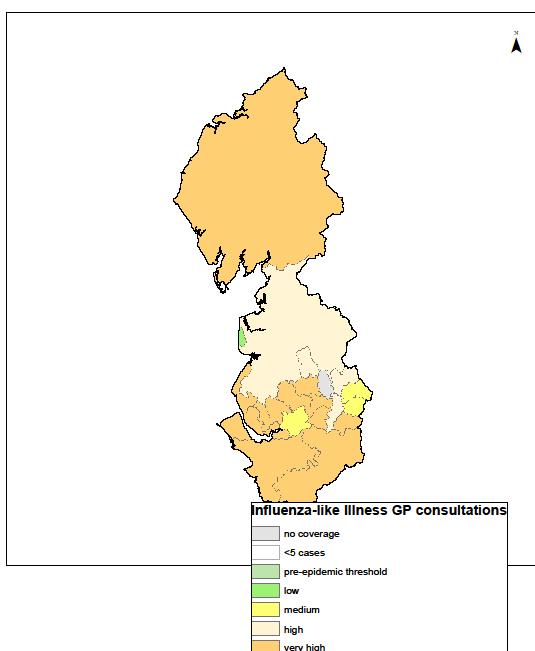 N
Influenza-like Illness GP consultations
no coverage
<5 cases
pre-epidemic threshold
low
medium
high
very high